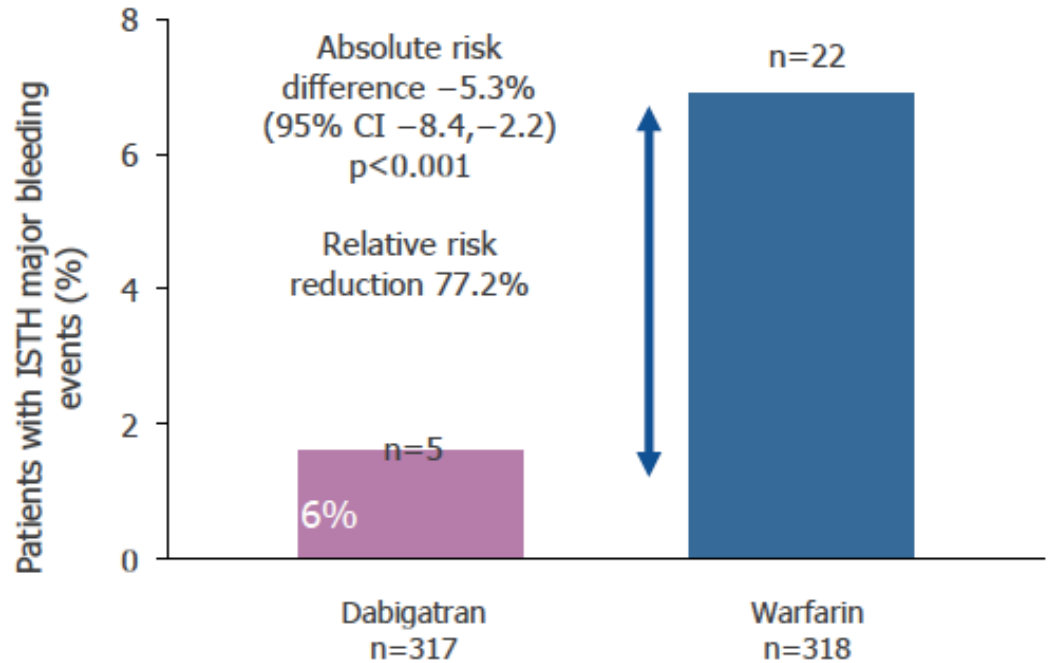 Patients with ISTH major bleeding
events (%)
8
6
4
2
0
Absolute risk
difference −5.3%
(95% CI −8.4,−2.2)
p<0.001
Relative risk
reduction 77.2%
n=22
n=5
6%
Dabigatran
n=317
Warfarin
n=318